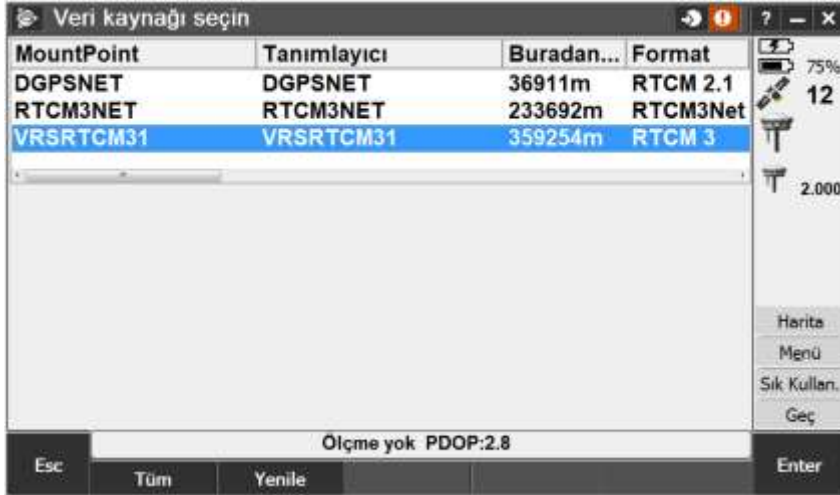 Veri kaynağı seçin ? – ×
MountPoint Tanımlayıcı Buradan... Format
DGPSNET DGPSNET 36911m RTCM 2.1
RTCM3NET RTCM3NET 233692m RTCM3Net
VRSRTCM31 VRSRTCM31 359254m RTCM 3
75%
12
2.000
Harita
Menü
Sık Kullan.
Geç
Ölçme yok PDOP:2.8
Esc Tüm Yenile Enter